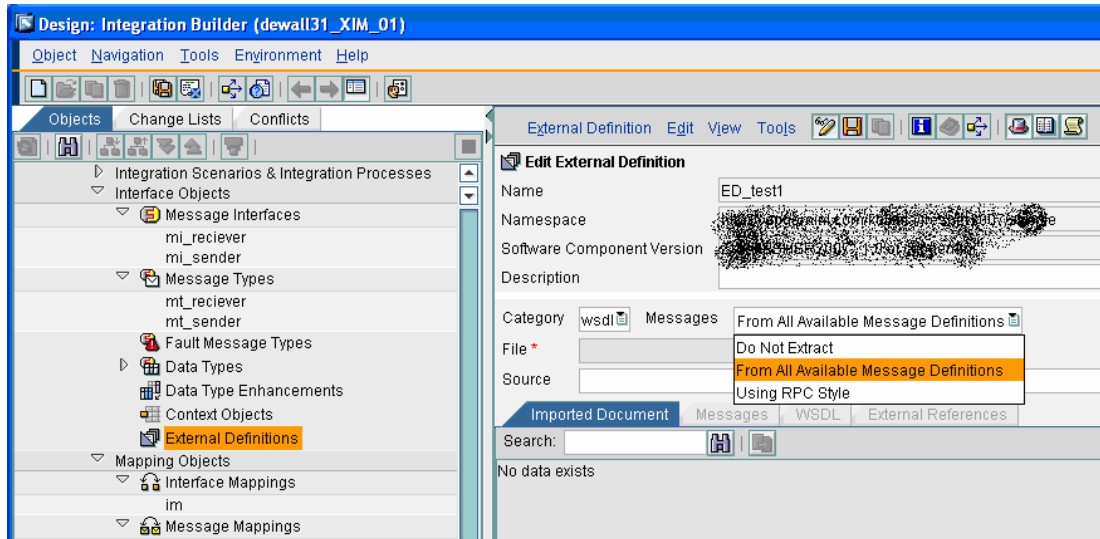 Design: Integration Builder (dewall31_XIM_01)
Object Navigation Tools Environment Help
Objects Change Lists Conflicts
Integration Scenarios & Integration Processes
Interface Objects
Message Interfaces
mi_reciever
mi_sender
Message Types
mt_reciever
mt_sender
Fault Message Types
Data Types
Data Type Enhancements
Context Objects
External Definitions
Mapping Objects
Interface Mappings
im
Message Mappings
External Definition Edit View Tools
Edit External Definition
Name ED_test1
Namespace
Software Component Version
Description
Category wsdl Messages From All Available Message Definitions
Do Not Extract
From All Available Message Definitions
Using RPC Style
File *
Source
Imported Document Messages WSDL External References
Search:
No data exists